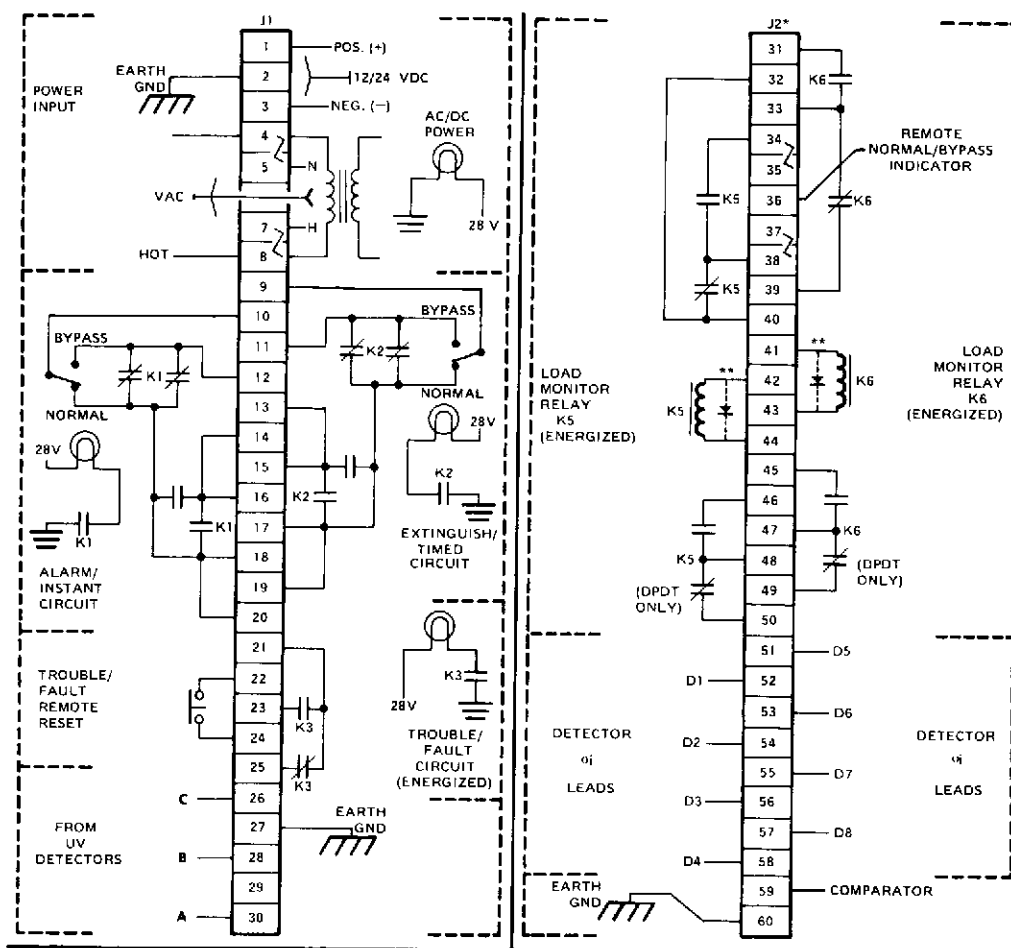 J1
1
POS. (+)
EARTH
GND
2
12/24 VDC
POWER
INPUT
3
NEG. (—)
4
AC/DC
POWER
5
N
VAC
7
H
28 V
HOT
8
9
BYPASS
10
BYPASS
11
K2
K1
12
NORMAL
NORMAL
13
28V
28V
14
15
K2
K2
16
17
K1
K1
EXTINGUISH/
TIMED
CIRCUIT
18
ALARM/
INSTANT
CIRCUIT
19
20
21
TROUBLE/
FAULT
REMOTE
RESET
22
K3
28V
23
K3
24
TROUBLE/
FAULT
CIRCUIT
(ENERGIZED)
25
K3
C
26
EARTH
GND
27
FROM
UV
DETECTORS
B
28
29
A
30
J2*
31
K6
32
33
REMOTE
NORMAL/BYPASS
INDICATOR
34
35
K5
36
K6
37
38
K5
39
40
41
**
LOAD
MONITOR
RELAY
K6
(ENERGIZED)
LOAD
MONITOR
RELAY
K5
(ENERGIZED)
**
42
K6
K5
43
44
45
46
47
K6
K5
48
(DPDT
ONLY)
(DPDT
ONLY)
49
50
51
D5
D1
52
53
D6
DETECTOR
oi
LEADS
D2
54
DETECTOR
oi
LEADS
55
D7
D3
56
57
D8
D4
58
EARTH
GND
59
COMPARATOR
60